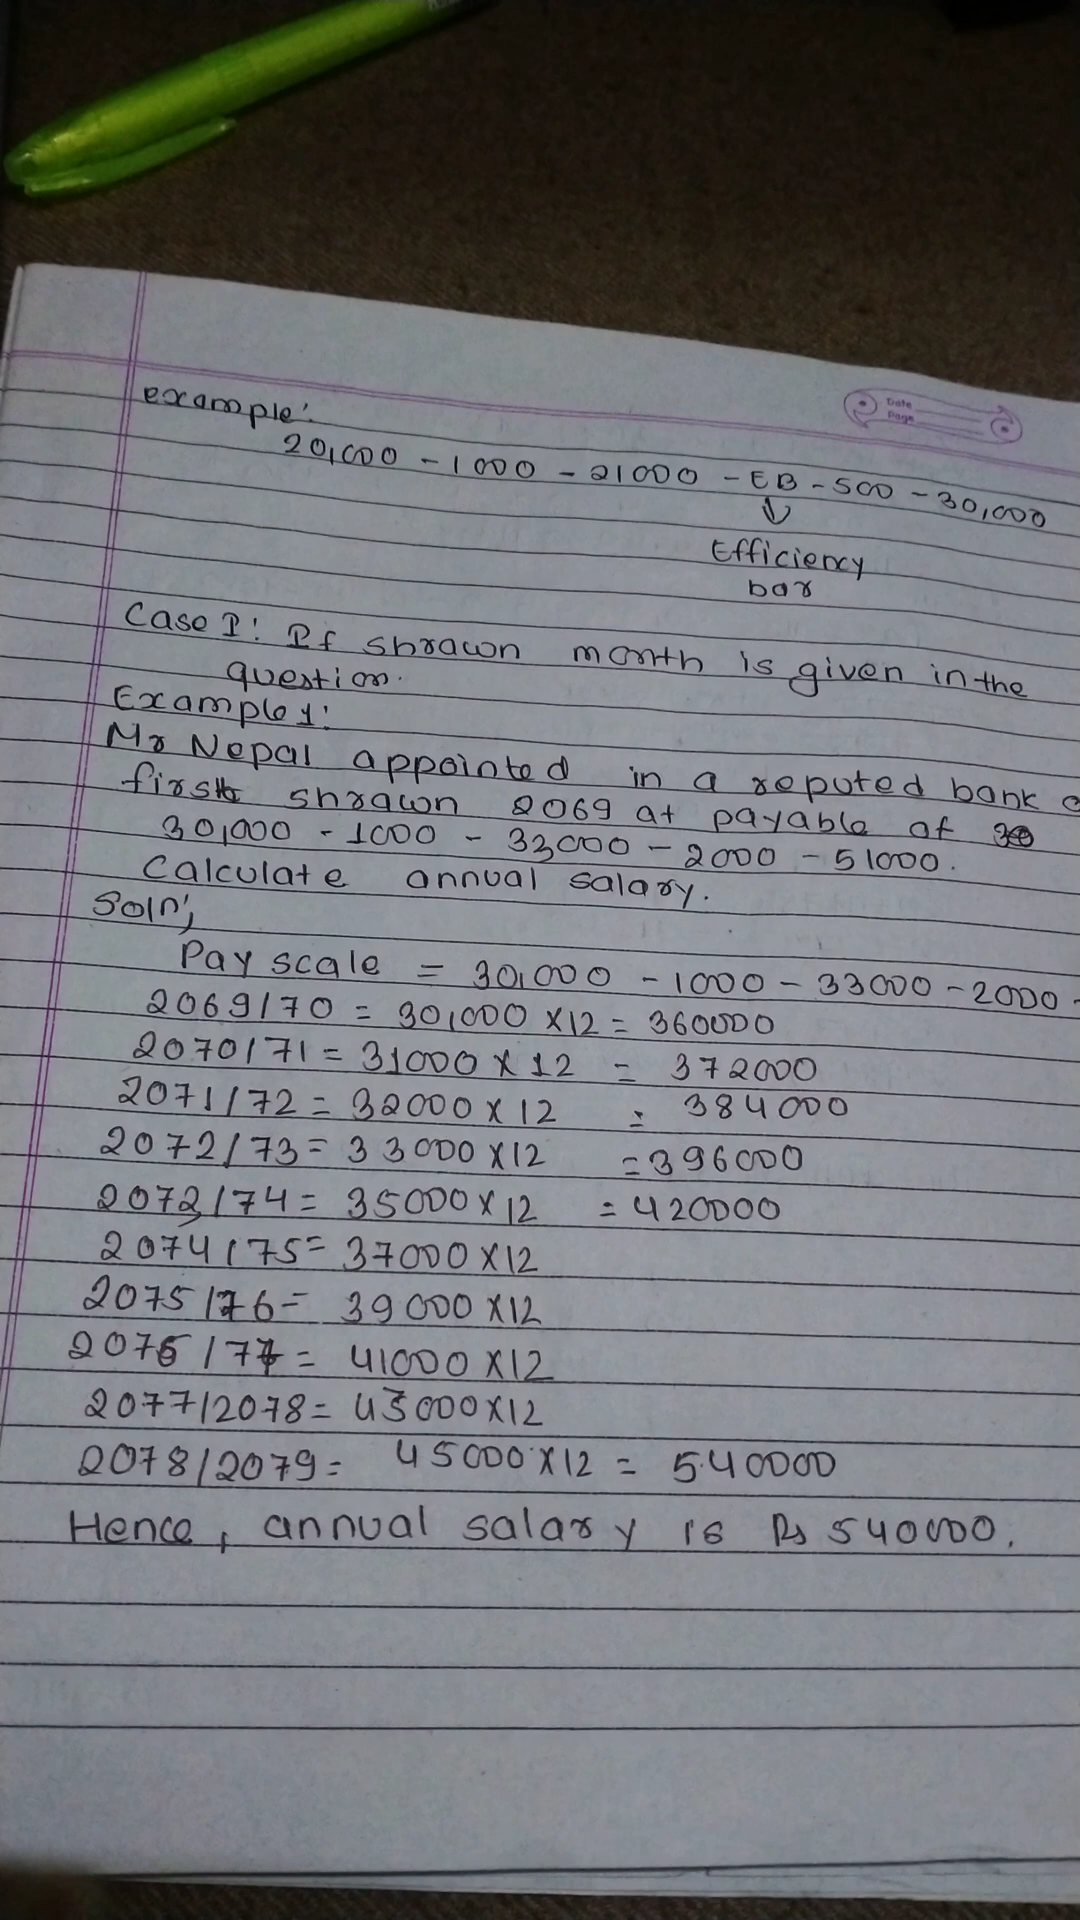 Date
Page
example:
20,000 - 1000 - 21000 - EB - 500 - 30,000
Efficiency
bar
Case I: If shrawn month is given in the
question.
Example 1:
Mr Nepal appointed in a reputed bank
first shrawn 2069 at payable of
30,000 - 1000 - 33000 - 2000 - 51000.
Calculate annual salary.
Soln;
Pay scale = 30,000 - 1000 - 33000 - 2000 -
2069/70 = 30,000 x 12 = 360000
2070/71 = 31000 x 12 = 372000
2071/72 = 32000 x 12 = 384000
2072/73 = 33000 x 12 = 396000
2073/74 = 35000 x 12 = 420000
2074/75 = 37000 x 12
2075/76 = 39000 x 12
2076/77 = 41000 x 12
2077/2078 = 43000 x 12
2078/2079 = 45000 x 12 = 540000
Hence, annual salary is Rs 540000.